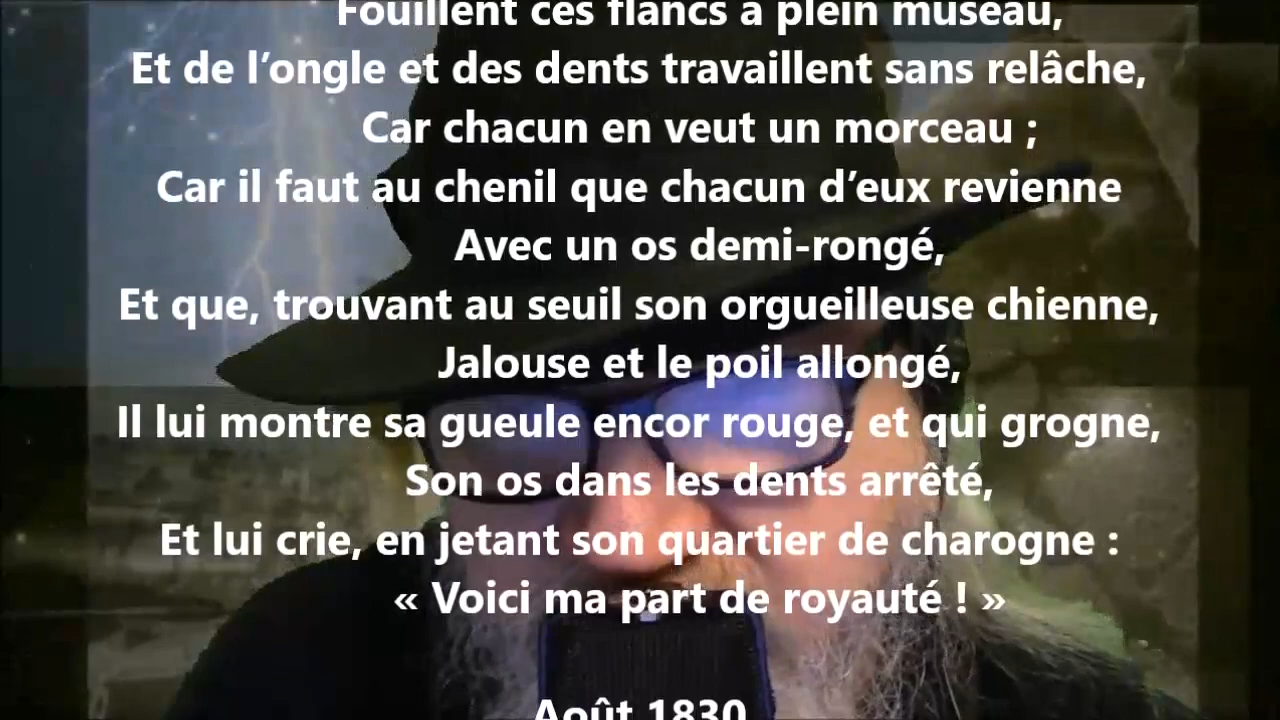 Fouillent ces flancs à plein museau,
Et de l’ongle et des dents travaillent sans relâche,
Car chacun en veut un morceau ;
Car il faut au chenil que chacun d’eux revienne
Avec un os demi-rongé,
Et que, trouvant au seuil son orgueilleuse chienne,
Jalouse et le poil allongé,
Il lui montre sa gueule encor rouge, et qui grogne,
Son os dans les dents arrêté,
Et lui crie, en jetant son quartier de charogne :
« Voici ma part de royauté ! »
Août 1830